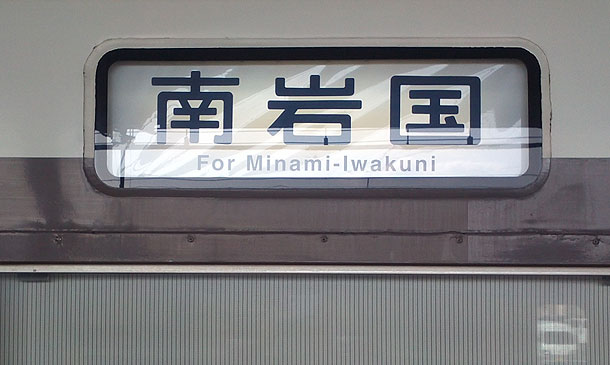 南岩国
For Minami-Iwakuni